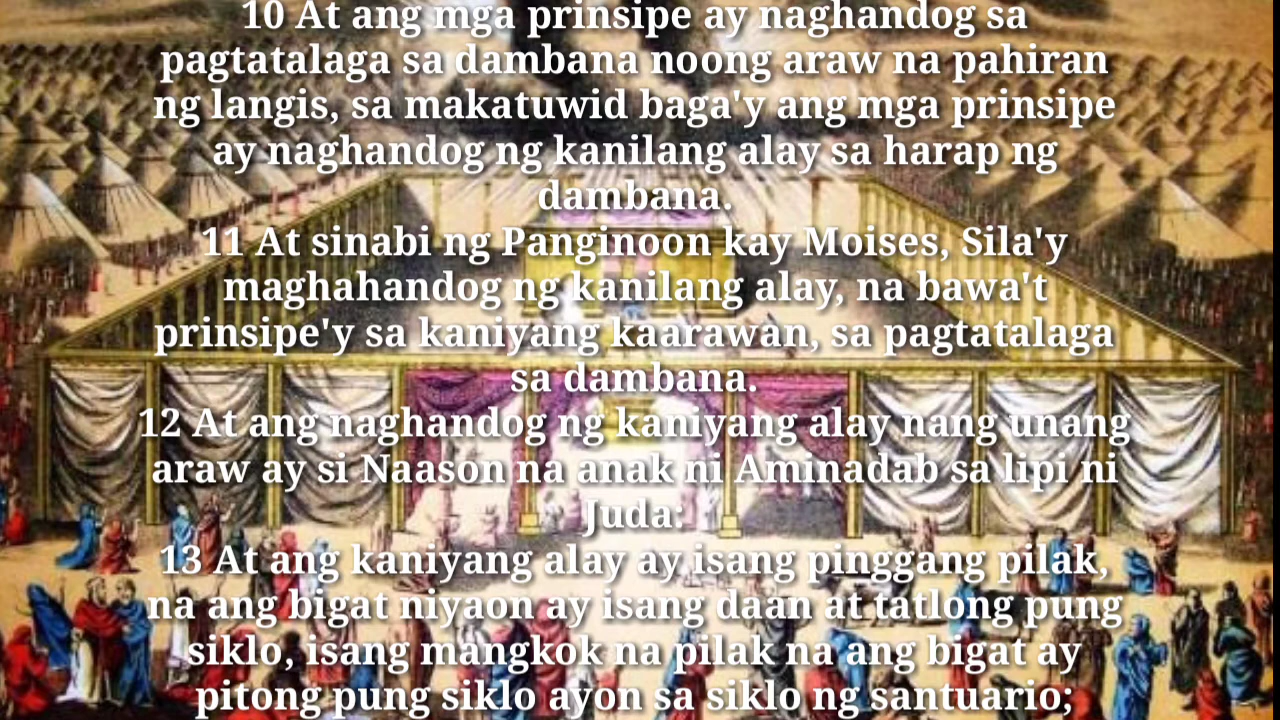 10 At ang mga prinsipe ay naghandog sa
pagtatalaga sa dambana noong araw na pahiran
ng langis, sa makatuwid baga'y ang mga prinsipe
ay naghandog ng kanilang alay sa harap ng
dambana.
11 At sinabi ng Panginoon kay Moises, Sila'y
maghahandog ng kanilang alay, na bawa't
prinsipe'y sa kaniyang kaarawan, sa pagtatalaga
sa dambana.
12 At ang naghandog ng kaniyang alay nang unang
araw ay si Naason na anak ni Aminadab sa lipi ni
Juda:
13 At ang kaniyang alay ay isang pinggang pilak,
na ang bigat niyaon ay isang daan at tatlong pung
siklo, isang mangkok na pilak na ang bigat ay
pitong pung siklo ayon sa siklo ng santuario;